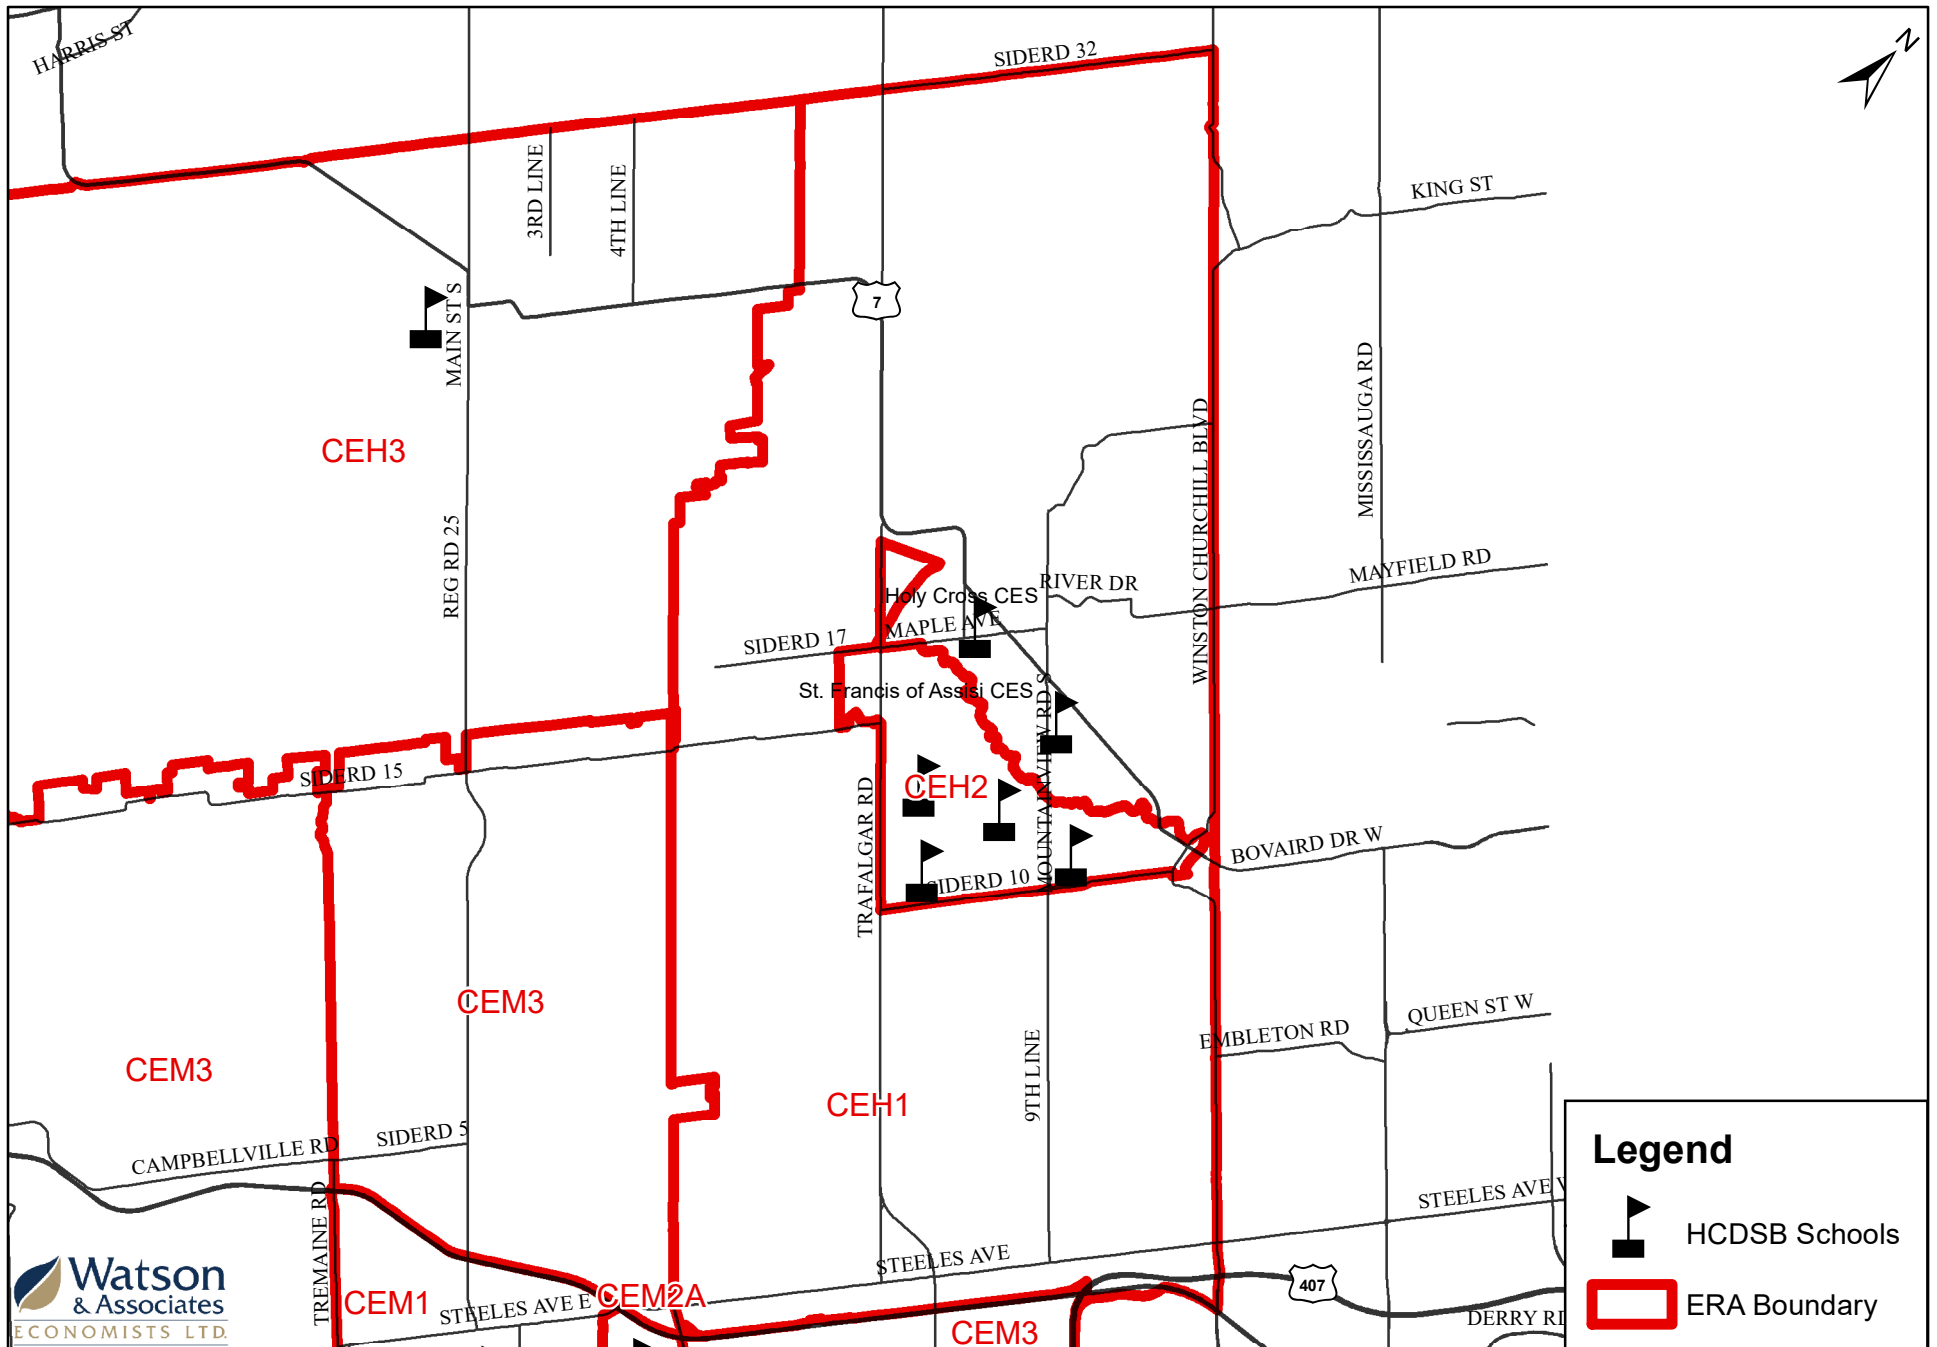 HARRIS ST
SIDERD 32
N
3RD LINE
4TH LINE
KING ST
MAIN ST S
7
CEH3
WINSTON CHURCHILL BLVD
MISSISSAUGA RD
REG RD 25
RIVER DR
MAYFIELD RD
Holy Cross CES
MAPLE AVE
SIDERD 17
St. Francis of Assisi CES
MOUNTAINVIEW RD S
SIDERD 15
CEH2
TRAFALGAR RD
BOVAIRD DR W
SIDERD 10
CEM3
QUEEN ST W
EMBLETON RD
CEM3
CEH1
9TH LINE
SIDERD 5
CAMPBELLVILLE RD
TREMAINE RD
STEELES AVE W
STEELES AVE
407
CEM1
STEELES AVE E
CEM2A
CEM3
DERRY RD
Legend
HCDSB Schools
ERA Boundary
Watson
& Associates
ECONOMISTS LTD.